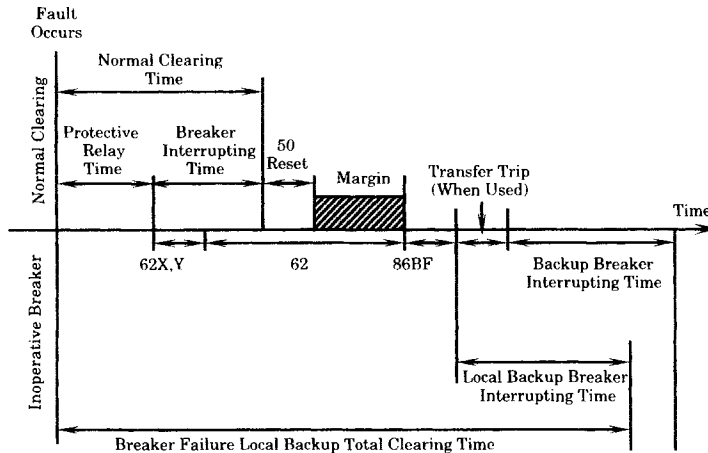 Fault
Occurs
Normal Clearing
Time
Normal Clearing
Protective
Relay
Time
Breaker
Interrupting
Time
50
Reset
Margin
Transfer Trip
(When Used)
Time
62X,Y
62
86BF
Backup Breaker
Interrupting Time
Inoperative Breaker
Local Backup Breaker
Interrupting Time
Breaker Failure Local Backup Total Clearing Time